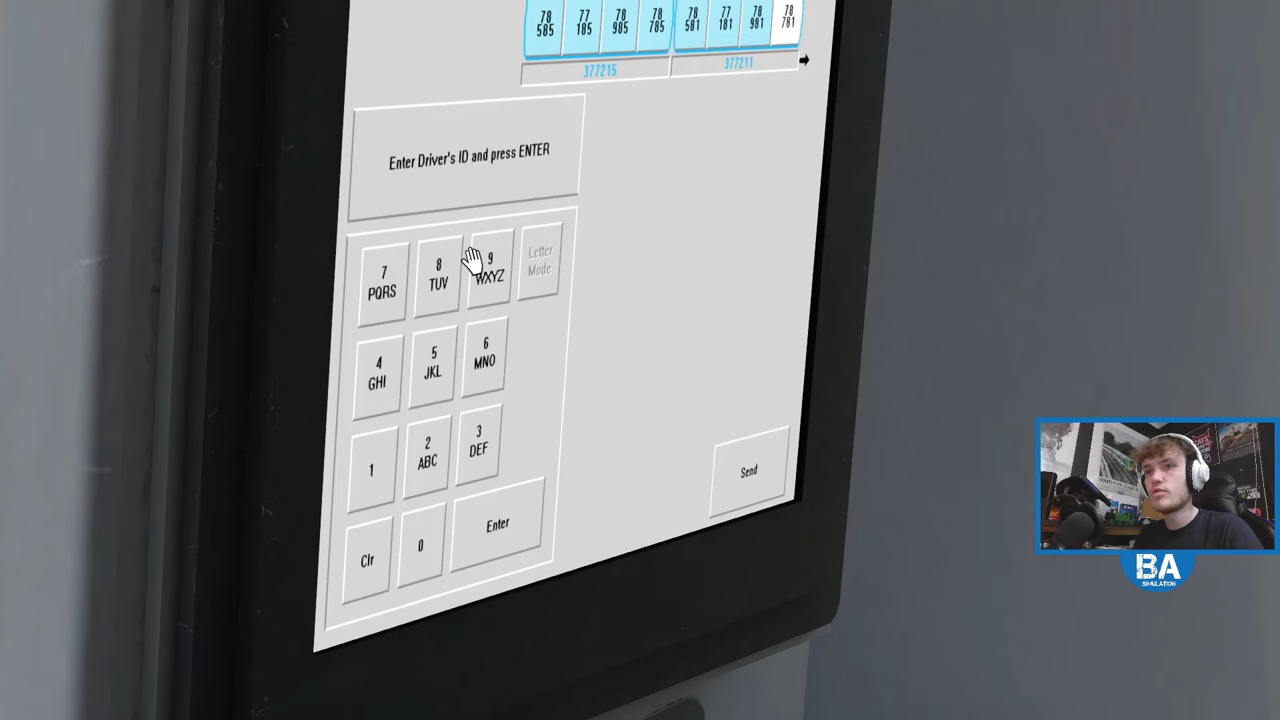 78 585
77 185
78 985
78 785
78 581
77 181
78 981
78 781
377215
377211
Enter Driver's ID and press ENTER
7 PQRS
8 TUV
9 WXYZ
Letter Mode
4 GHI
5 JKL
6 MNO
1
2 ABC
3 DEF
Clr
0
Enter
Send
BA
SIMULATION